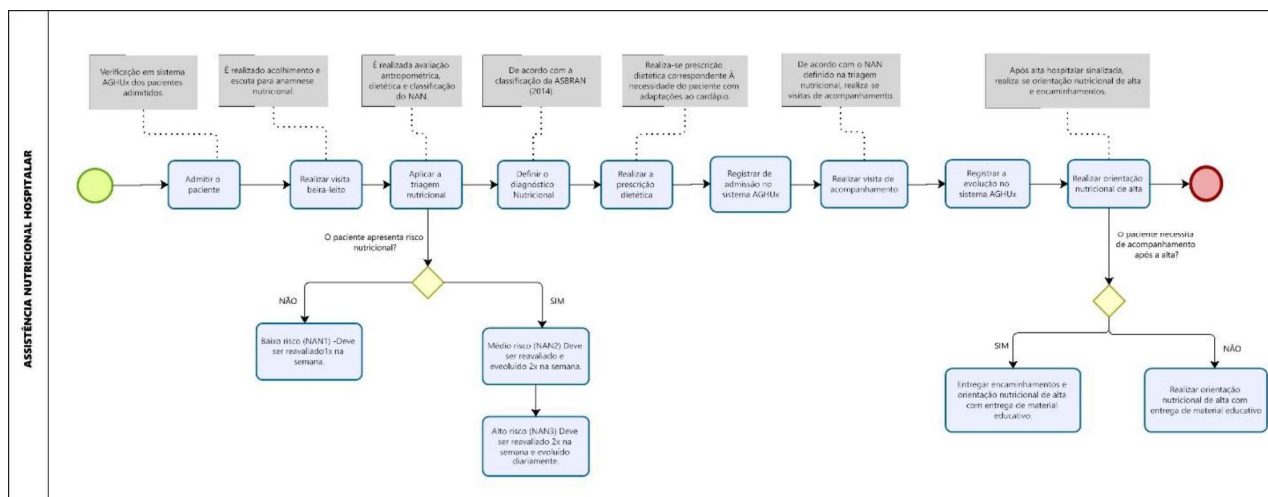 ASSISTÊNCIA NUTRICIONAL HOSPITALAR
Verificação em sistema
AGHUx dos pacientes
adimitidos.
É realizado acolhimento e
escuta para anamnese
nutricional.
É realizada avaliação
antropométrica,
dietética e classificação
do NAN.
De acordo com a
classificação da ASBRAN
(2014).
Realiza-se prescrição
dietetica correspondente À
necessidade do paciente com
adaptações ao cardápio.
De acordo com o NAN
definido na triagem
nutricional, realiza-se
visitas de acompanhamento.
Após alta hospitalar sinalizada,
realiza-se orientação nutricional de alta
e encaminhamentos.
Admitir o
paciente
Realizar visita
beira-leito
Aplicar a
triagem
nutricional
Definir o
diagnóstico
Nutricional
Realizar a
prescrição
dietética
Registrar de
admissão no
sistema AGHUx
Realizar visita de
acompanhamento
Registrar a
evolução no
sistema AGHUx
Realizar orientação
nutricional de alta
O paciente apresenta risco
nutricional?
NÃO
SIM
Baixo risco (NAN1) -Deve
ser reavaliado1x na
semana.
Médio risco (NAN2) Deve
ser reavaliado e
eveoluído 2x na semana.
Alto risco (NAN3) Deve
ser reavaliado 2x na
semana e evoluído
diariamente.
O paciente necessita
de acompanhamento
após a alta?
SIM
NÃO
Entregar encaminhamentos e
orientação nutricional de alta
com entrega de material
educativo.
Realizar orientação
nutricional de alta com
entrega de material educativo